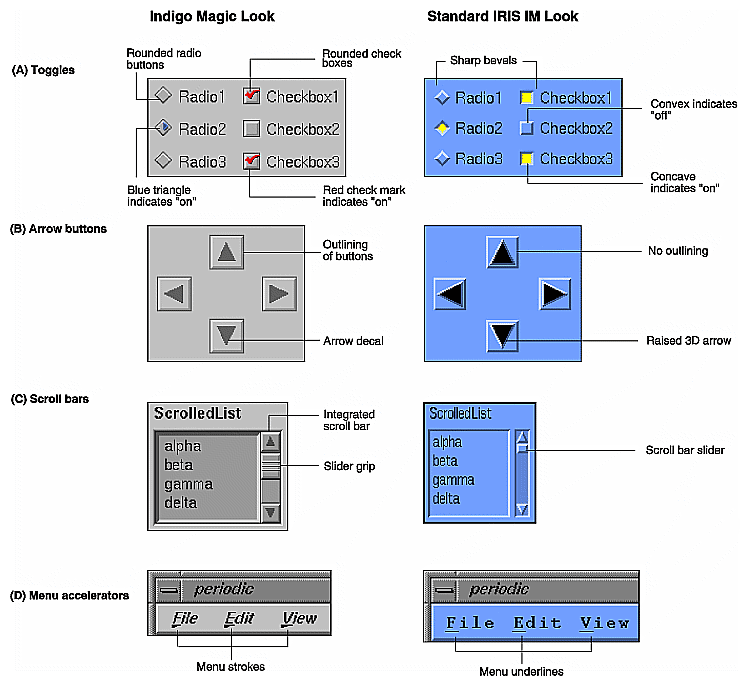 Indigo Magic Look
Standard IRIS IM Look
(A) Toggles
Rounded radio
buttons
Rounded check
boxes
Radio1
Checkbox1
Radio2
Checkbox2
Radio3
Checkbox3
Blue triangle
indicates "on"
Red check mark
indicates "on"
Sharp bevels
Radio1
Checkbox1
Radio2
Checkbox2
Radio3
Checkbox3
Convex indicates
"off"
Concave
indicates "on"
(B) Arrow buttons
Outlining
of buttons
Arrow decal
No outlining
Raised 3D arrow
(C) Scroll bars
ScrolledList
alpha
beta
gamma
delta
Integrated
scroll bar
Slider grip
ScrolledList
alpha
beta
gamma
delta
Scroll bar slider
(D) Menu accelerators
periodic
File Edit View
Menu strokes
periodic
File Edit View
Menu underlines